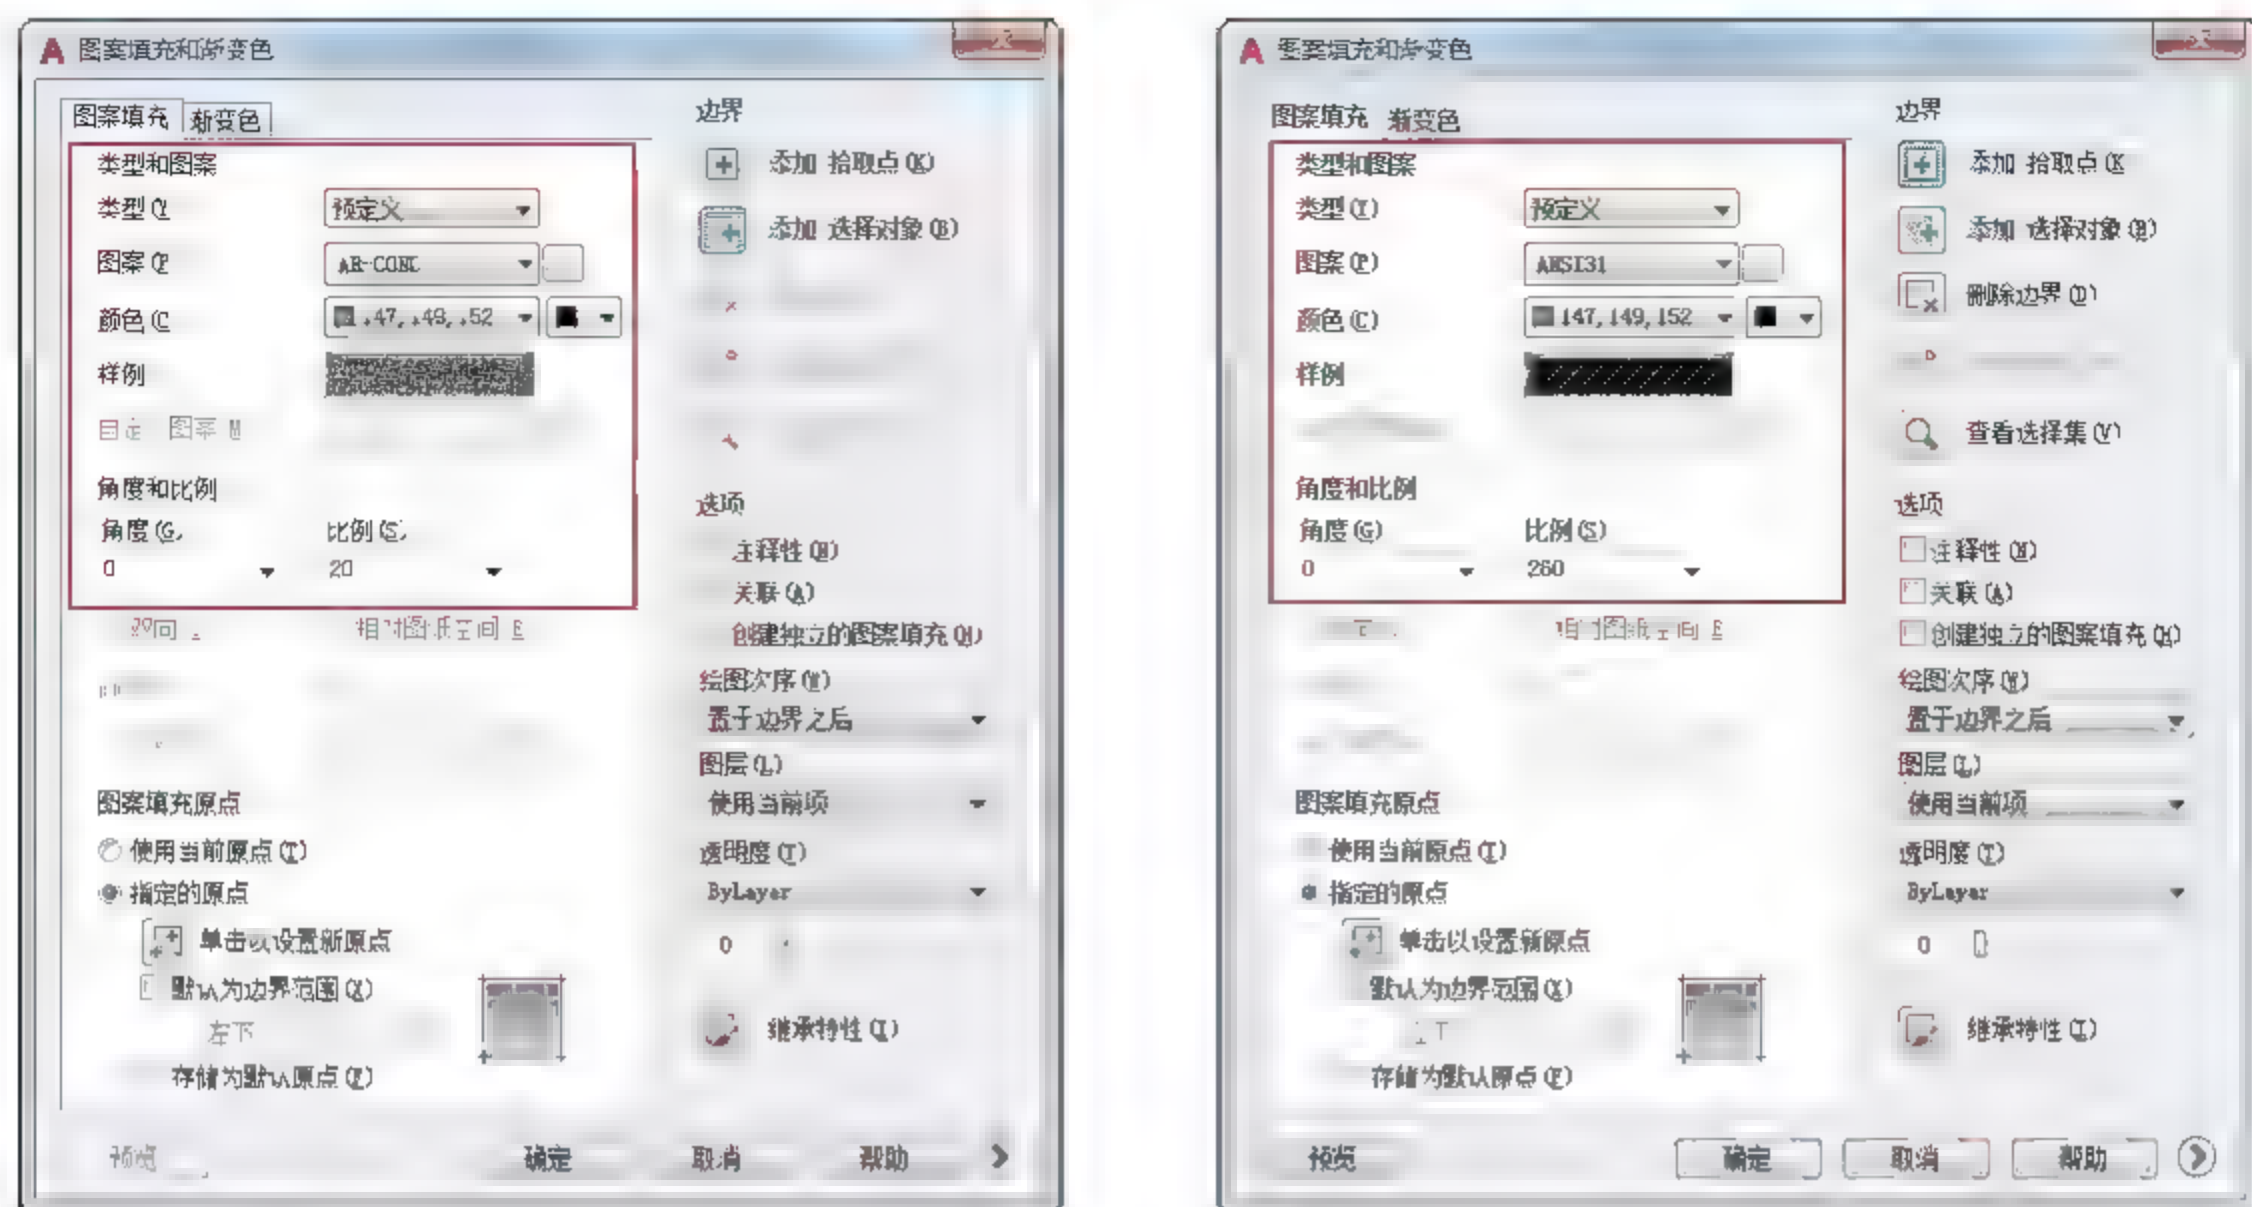 图案填充和渐变色
图案填充 渐变色
类型和图案
类型(Y
预定义
图案(P
AR-CONC
颜色(C
样例
角度和比例
角度(G) 比例(S)
0 20
图案填充原点
使用当前原点(T)
指定的原点
单击以设置新原点
默认为边界范围(X)
左下
存储为默认原点(F)
预览 确定 取消 帮助
边界
添加 拾取点(K)
添加 选择对象(B)
选项
注释性(N)
关联(A)
创建独立的图案填充(H)
绘图次序(W)
置于边界之后
图层(L)
使用当前项
透明度(T)
ByLayer
0
继承特性(I)
图案填充和渐变色
图案填充 渐变色
类型和图案
类型(Y)
预定义
图案(P)
ANSI31
颜色(C)
147,149,152
样例
角度和比例
角度(G) 比例(S)
0 260
图案填充原点
使用当前原点(T)
指定的原点
单击以设置新原点
默认为边界范围(X)
存储为默认原点(F)
预览 确定 取消 帮助
边界
添加 拾取点(K
添加 选择对象(B)
删除边界(D)
查看选择集(V)
选项
注释性(N)
关联(A)
创建独立的图案填充(H)
绘图次序(W)
置于边界之后
图层(L)
使用当前项
透明度(T)
ByLayer
0
继承特性(I)